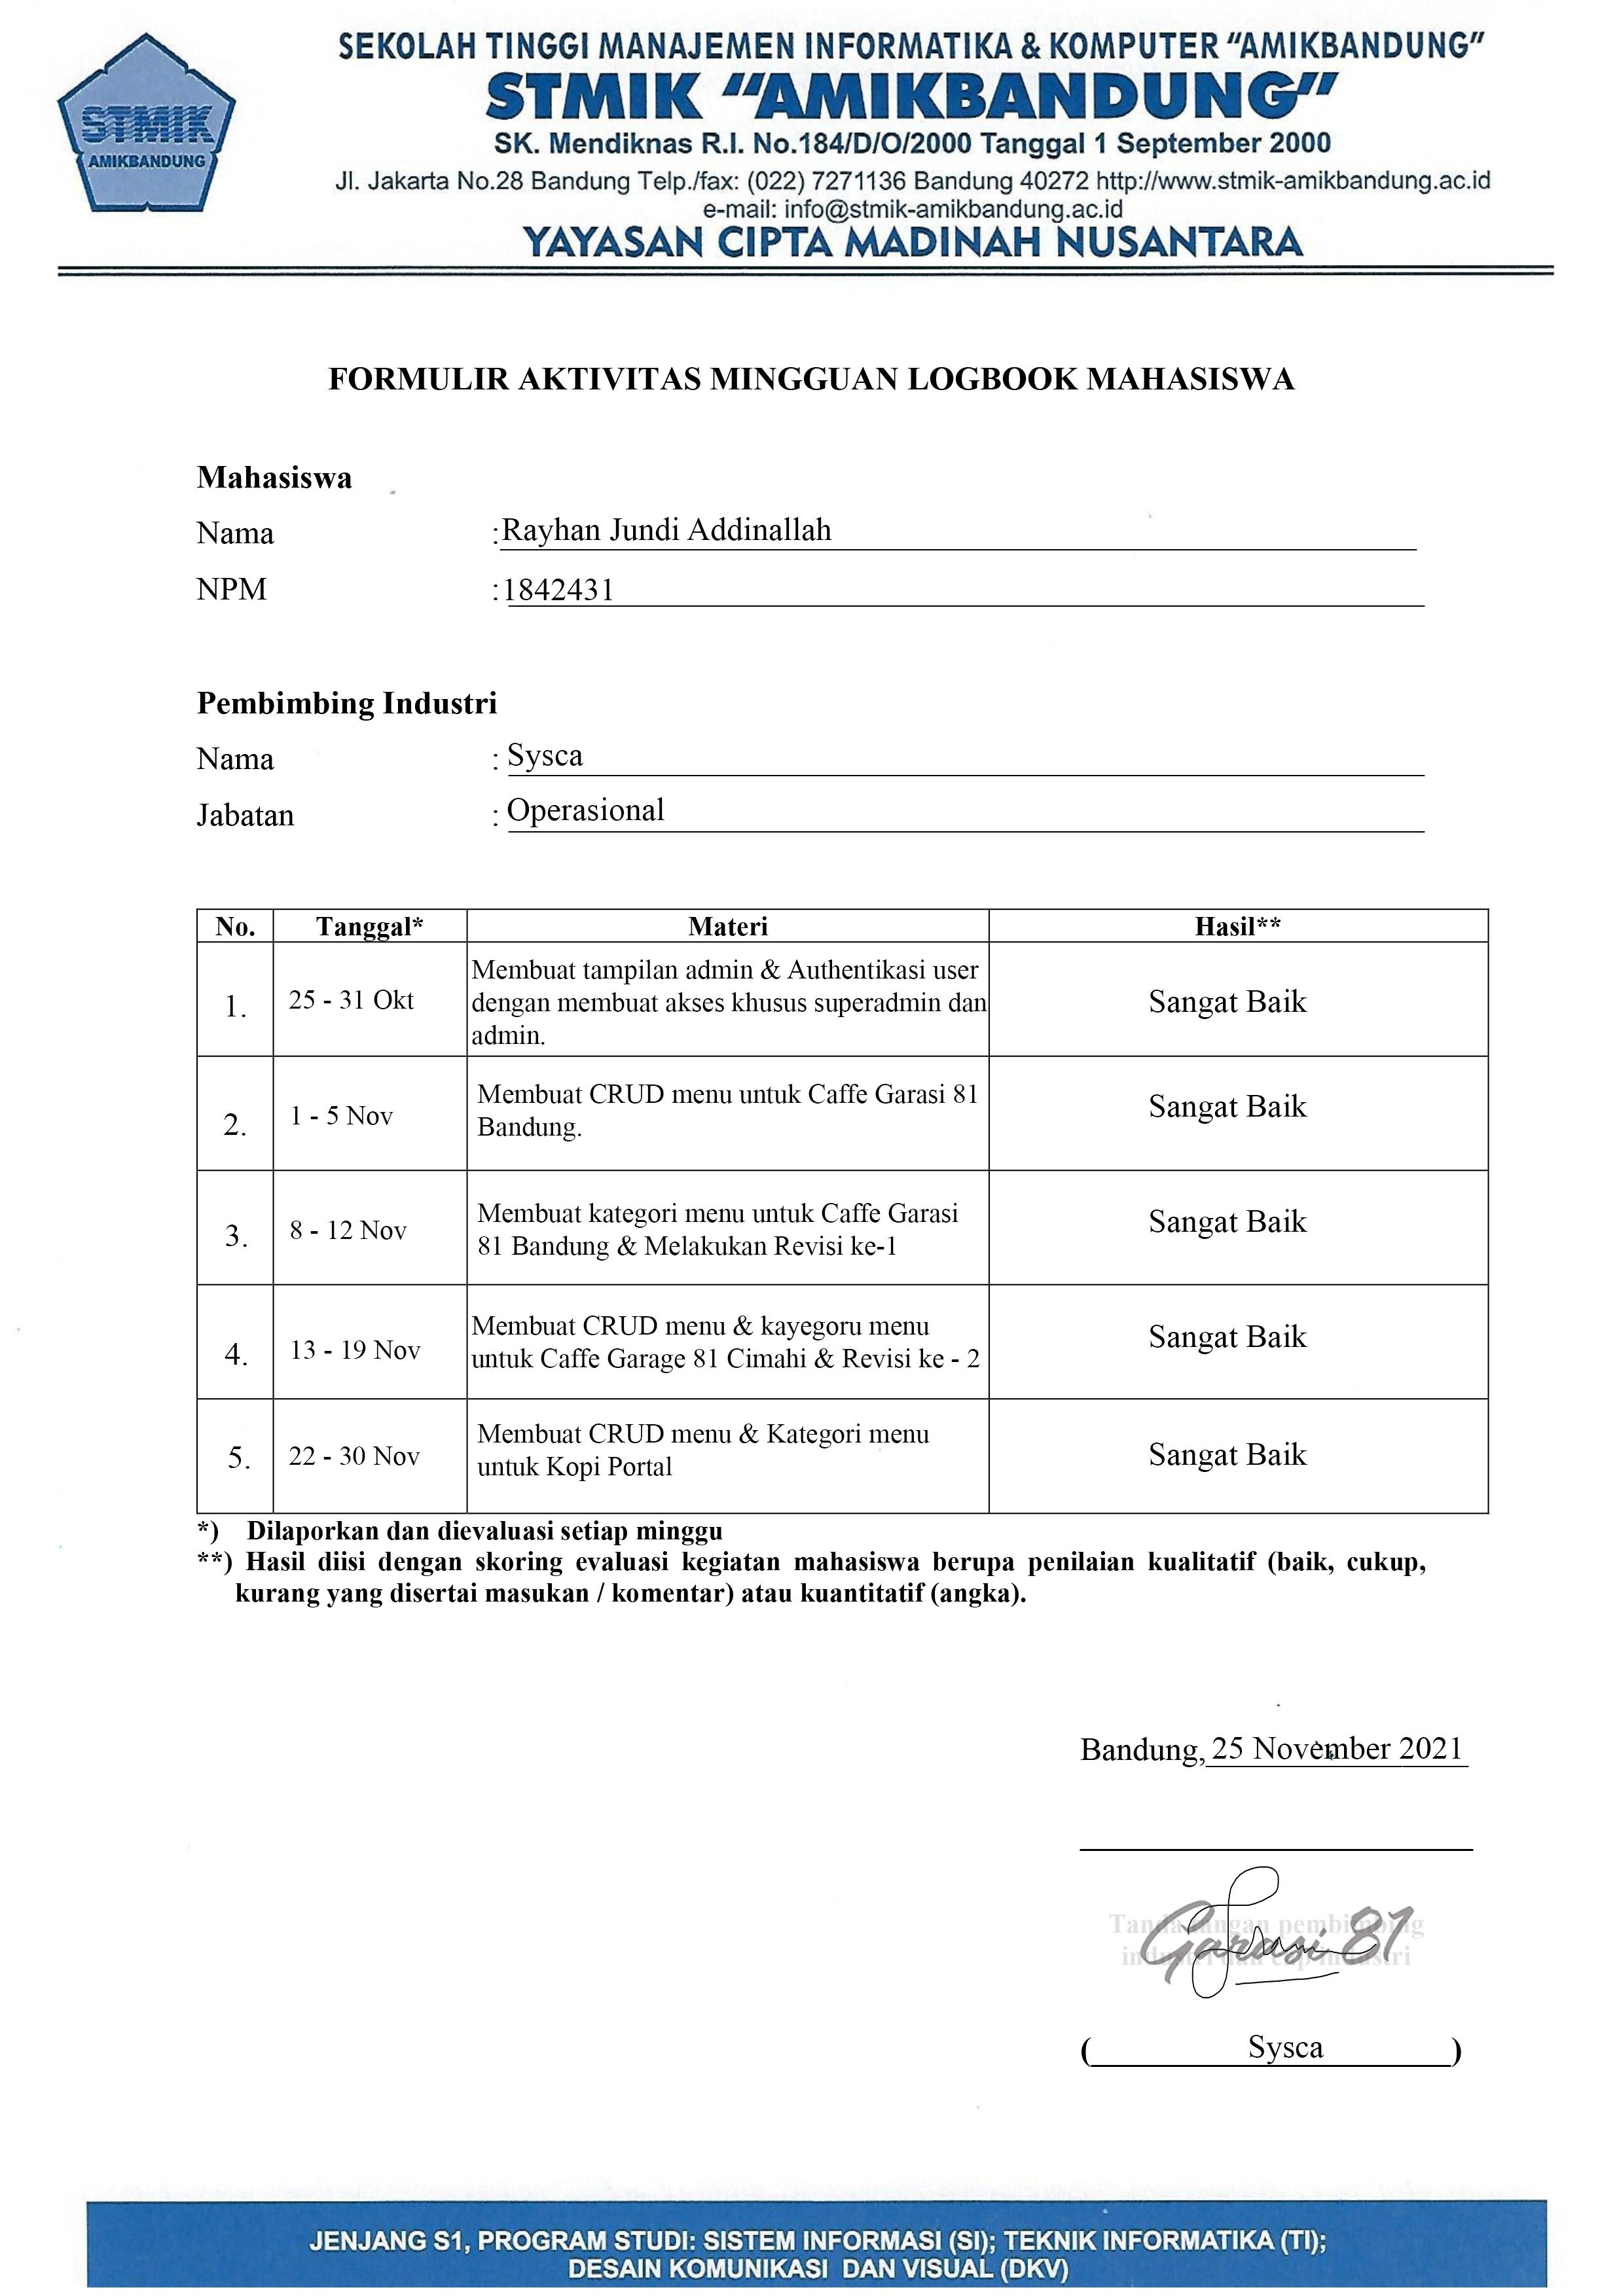 SEKOLAH TINGGI MANAJEMEN INFORMATIKA & KOMPUTER “AMIKBANDUNG”
STMIK “AMIKBANDUNG”
SK. Mendiknas R.I. No.184/D/O/2000 Tanggal 1 September 2000
Jl. Jakarta No.28 Bandung Telp./fax: (022) 7271136 Bandung 40272 http://www.stmik-amikbandung.ac.id
e-mail: info@stmik-amikbandung.ac.id
YAYASAN CIPTA MADINAH NUSANTARA
STMIK
AMIKBANDUNG
FORMULIR AKTIVITAS MINGGUAN LOGBOOK MAHASISWA
Mahasiswa
Nama : Rayhan Jundi Addinallah
NPM : 1842431
Pembimbing Industri
Nama : Sysca
Jabatan : Operasional
No. Tanggal* Materi Hasil**
1. 25 - 31 Okt Membuat tampilan admin & Authentikasi user
dengan membuat akses khusus superadmin dan
admin. Sangat Baik
2. 1 - 5 Nov Membuat CRUD menu untuk Caffe Garasi 81
Bandung. Sangat Baik
3. 8 - 12 Nov Membuat kategori menu untuk Caffe Garasi
81 Bandung & Melakukan Revisi ke-1 Sangat Baik
4. 13 - 19 Nov Membuat CRUD menu & kayegoru menu
untuk Caffe Garage 81 Cimahi & Revisi ke - 2 Sangat Baik
5. 22 - 30 Nov Membuat CRUD menu & Kategori menu
untuk Kopi Portal Sangat Baik
*) Dilaporkan dan dievaluasi setiap minggu
**) Hasil diisi dengan skoring evaluasi kegiatan mahasiswa berupa penilaian kualitatif (baik, cukup,
kurang yang disertai masukan / komentar) atau kuantitatif (angka).
Bandung, 25 November 2021
Tanda tangan pembimbing
industri dan cap industri
Garasi 81
( Sysca )
JENJANG S1, PROGRAM STUDI: SISTEM INFORMASI (SI); TEKNIK INFORMATIKA (TI);
DESAIN KOMUNIKASI DAN VISUAL (DKV)